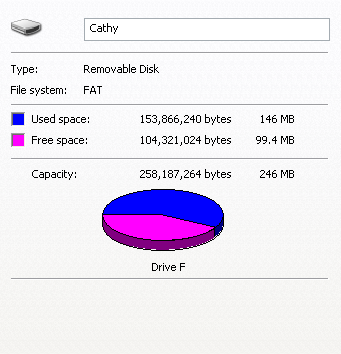 Cathy
Type: Removable Disk
File system: FAT
Used space: 153,866,240 bytes 146 MB
Free space: 104,321,024 bytes 99.4 MB
Capacity: 258,187,264 bytes 246 MB
Drive F